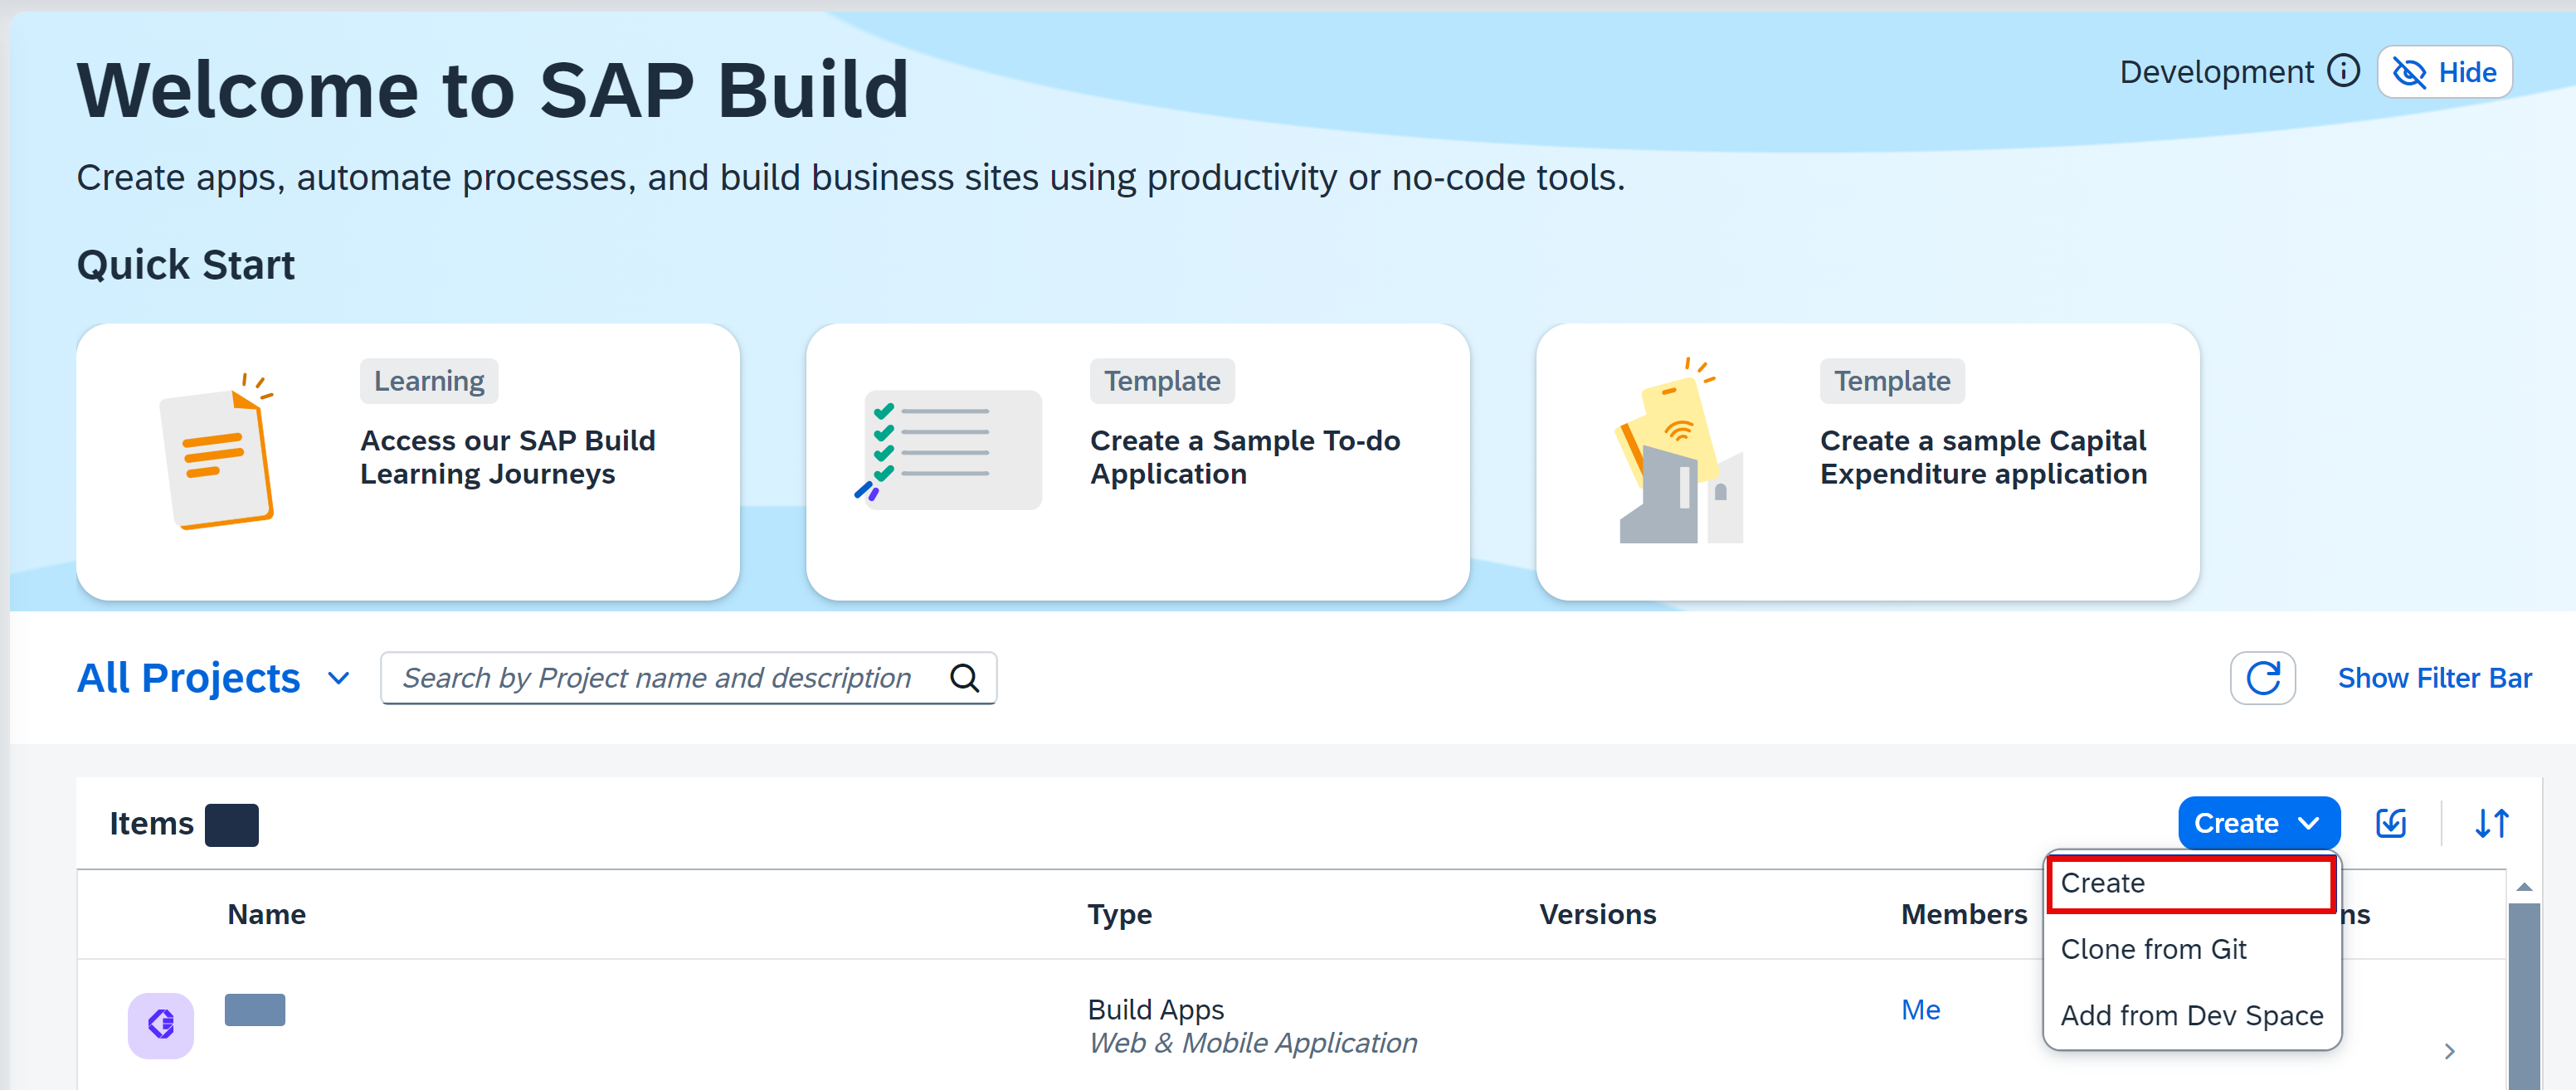 Welcome to SAP Build
Development
Hide
Create apps, automate processes, and build business sites using productivity or no-code tools.
Quick Start
Learning
Access our SAP Build
Learning Journeys
Template
Create a Sample To-do
Application
Template
Create a sample Capital
Expenditure application
All Projects
Search by Project name and description
Show Filter Bar
Items
Create
Create
Clone from Git
Add from Dev Space
Name
Type
Versions
Members
ns
Build Apps
Web & Mobile Application
Me